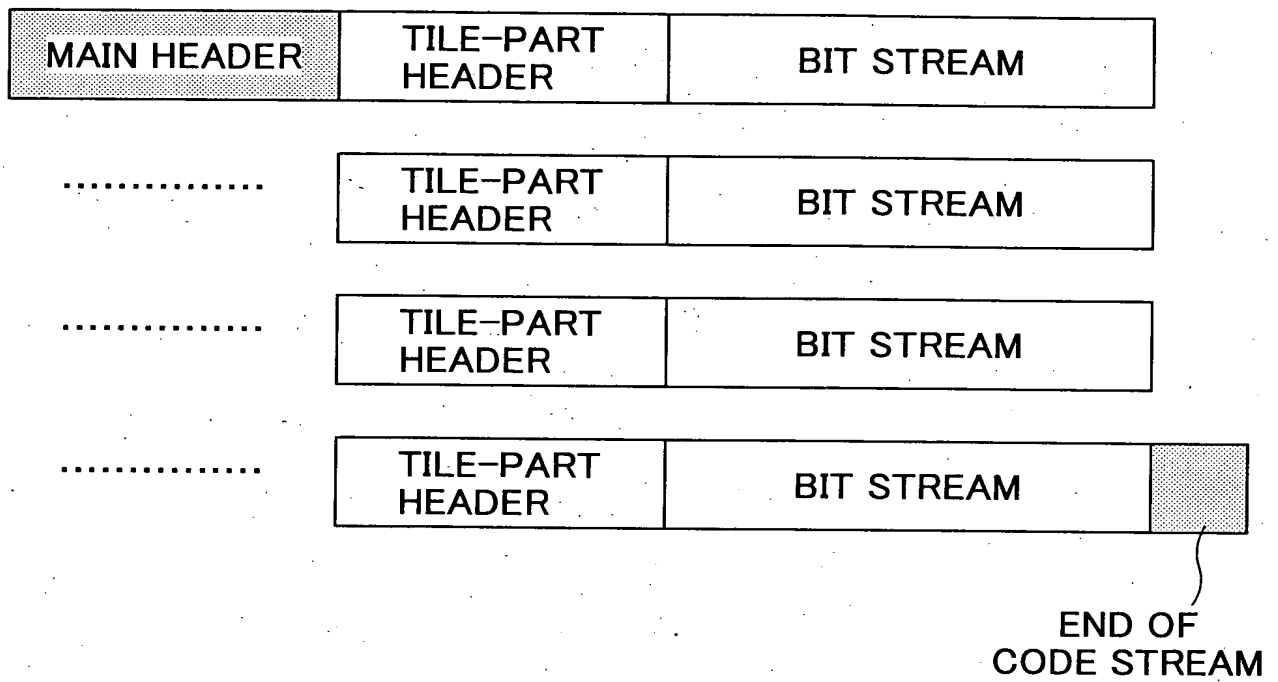 MAIN HEADER
TILE-PART
HEADER
BIT STREAM
TILE-PART
HEADER
BIT STREAM
TILE-PART
HEADER
BIT STREAM
TILE-PART
HEADER
BIT STREAM
END OF
CODE STREAM